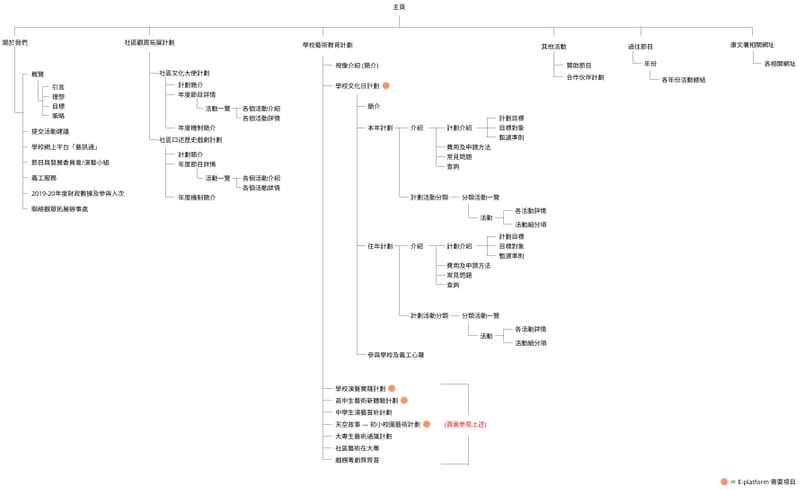 主頁
關於我們
概覽
引言
理態
目標
策略
提交活動建議
學校網上平台「藝訊通」
節目與發展委員會/演藝小組
義工服務
2019-20年度財政數據及參與人次
聯絡觀眾拓展辦事處
社區觀眾拓展計劃
社區文化大使計劃
計劃簡介
年度節目詳情
活動一覽
各個活動介紹
各個活動詳情
年度機制簡介
社區口述歷史戲劇計劃
計劃簡介
年度節目詳情
活動一覽
各個活動介紹
各個活動詳情
年度機制簡介
學校藝術教育計劃
視像介紹 (簡介)
學校文化日計劃
簡介
本年計劃
介紹
計劃介紹
計劃目標
目標對象
甄選準則
費用及申請方法
常見問題
查詢
計劃活動分類
分類活動一覽
活動
各活動詳情
活動細分項
往年計劃
介紹
計劃介紹
計劃目標
目標對象
甄選準則
費用及申請方法
常見問題
查詢
計劃活動分類
分類活動一覽
活動
各活動詳情
活動細分項
參與學校及義工心聲
學校演藝實踐計劃
高中生藝術新體驗計劃
中學生演藝賞析計劃
天空故事 — 初小校園藝術計劃
大專生藝術通識計劃
社區藝術在大專
戲棚粵劇齊齊習
(頁面參見上述)
其他活動
贊助節目
合作伙伴計劃
過往節目
年份
各年份活動總結
康文署相關網址
各相關網址
= E-platform 需要項目